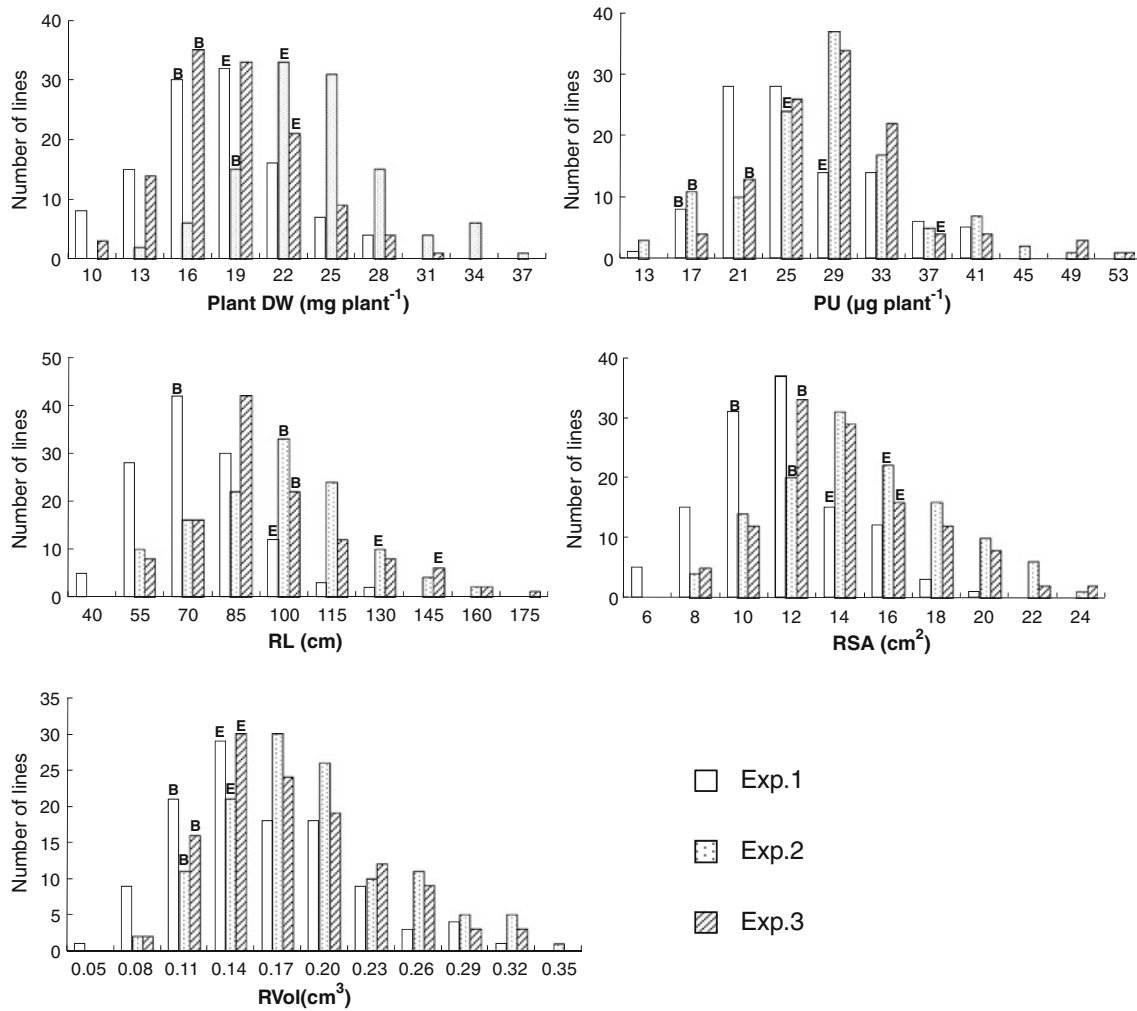 Number of lines
40
30
20
10
0
B
B
E
B
E
E
10 13 16 19 22 25 28 31 34 37
Plant DW (mg plant⁻¹)
Number of lines
40
30
20
10
0
B
B
B
E
E
E
13 17 21 25 29 33 37 41 45 49 53
PU (µg plant⁻¹)
Number of lines
50
40
30
20
10
0
B
E
B
B
E
E
40 55 70 85 100 115 130 145 160 175
RL (cm)
Number of lines
40
30
20
10
0
B
B
B
E
E
E
6 8 10 12 14 16 18 20 22 24
RSA (cm²)
Number of lines
35
30
25
20
15
10
5
0
B
B
B
E
E
E
0.05 0.08 0.11 0.14 0.17 0.20 0.23 0.26 0.29 0.32 0.35
RVol(cm³)
Exp.1
Exp.2
Exp.3